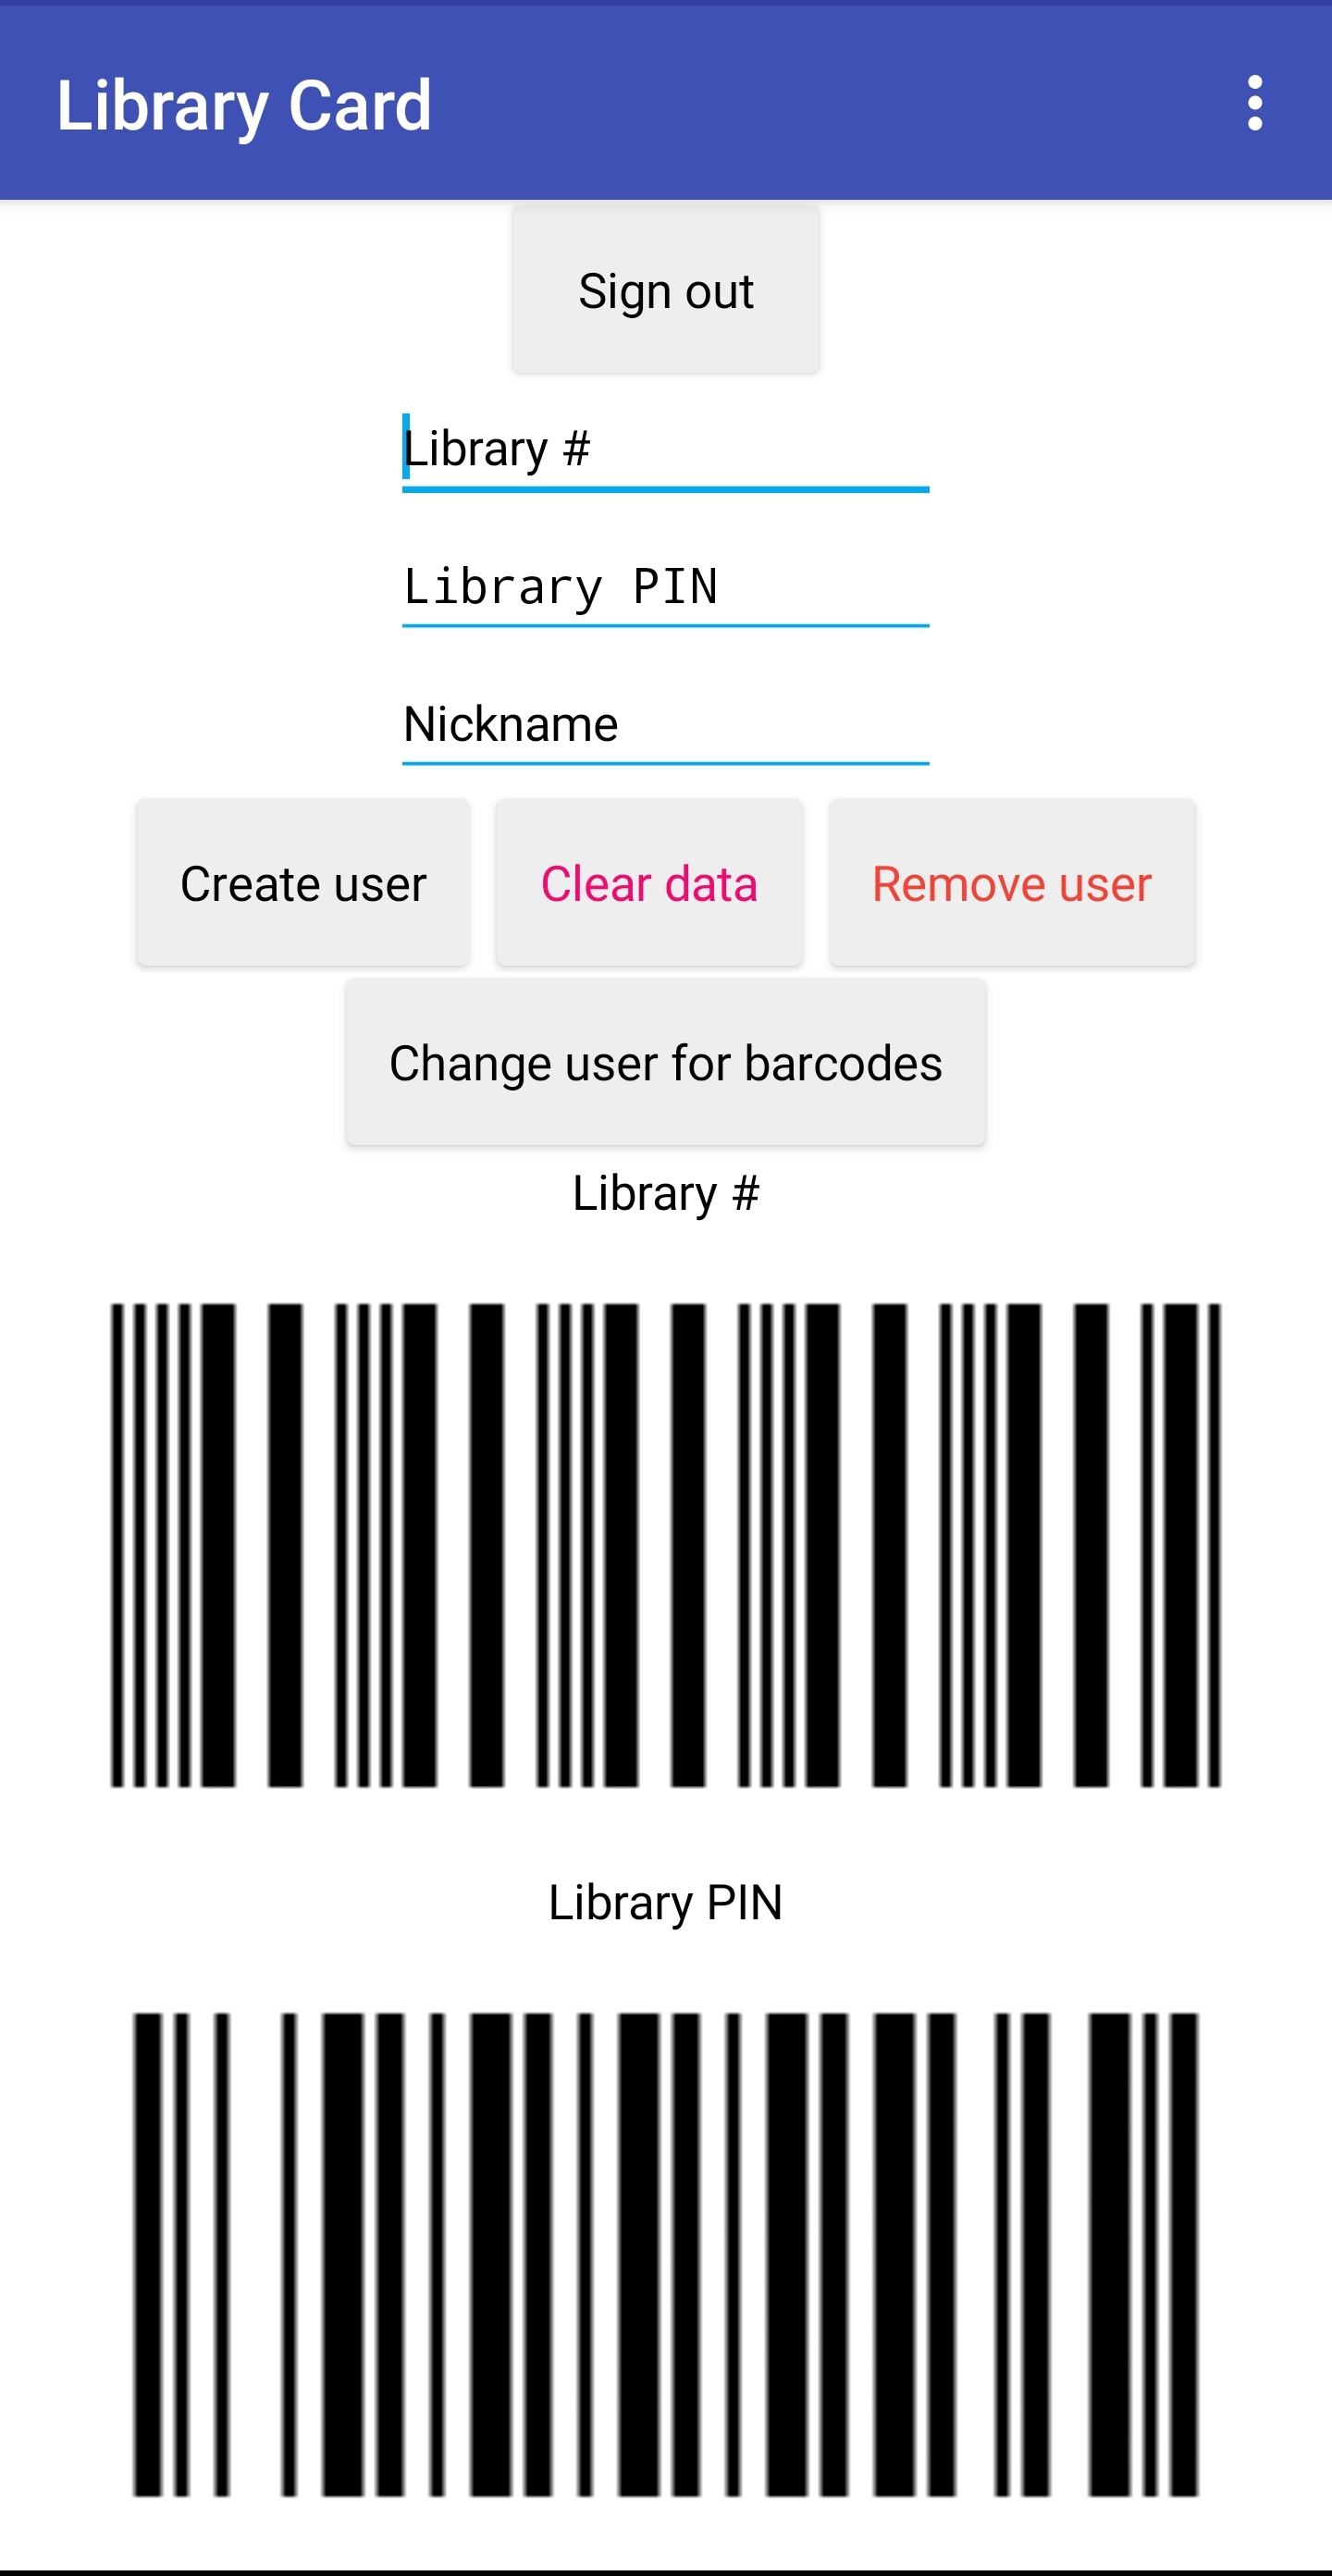 Library Card
Sign out
Library #
Library PIN
Nickname
Create user Clear data Remove user
Change user for barcodes
Library #
Library PIN